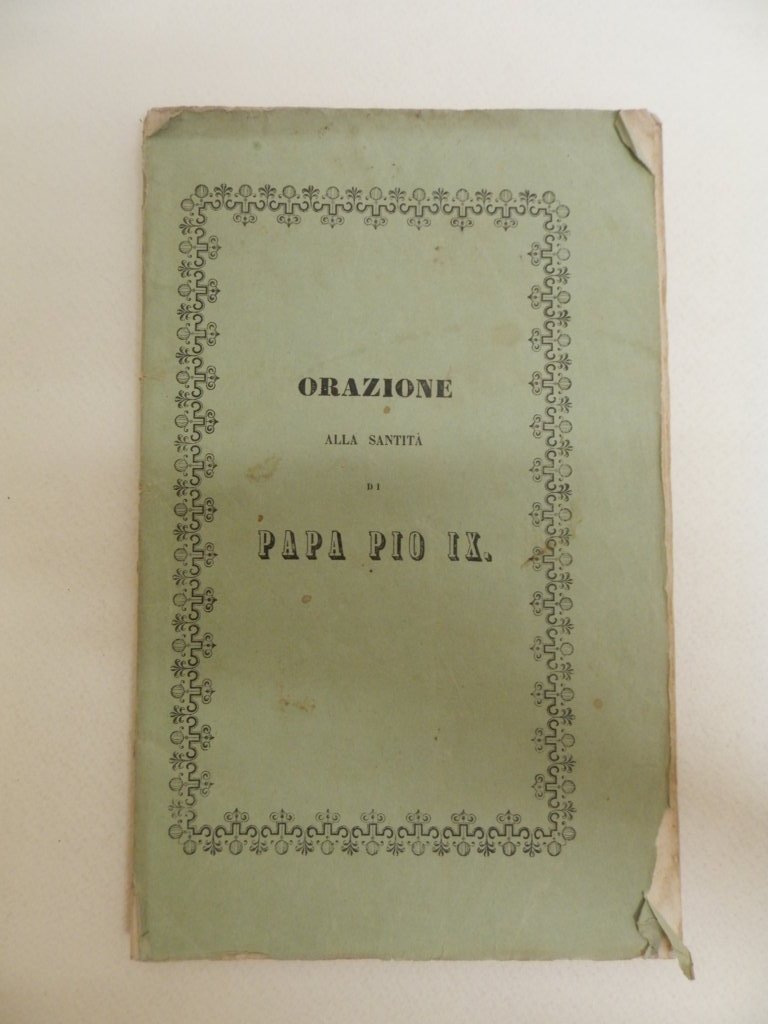 ORAZIONE
ALLA SANTITÀ
DI
PAPA PIO IX.